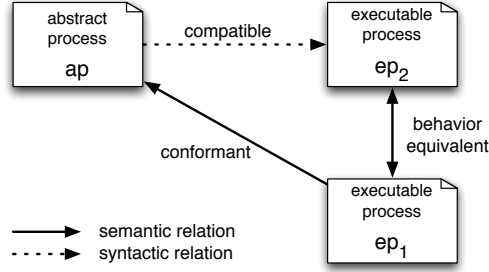 abstract
process
ap
compatible
executable
process
ep2
behavior
equivalent
conformant
executable
process
ep1
semantic relation
syntactic relation